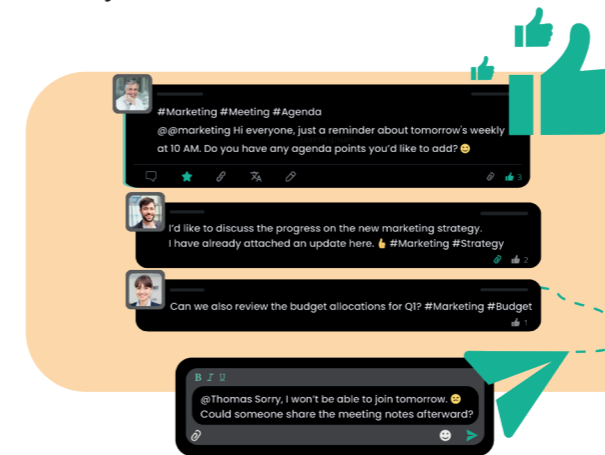 #Marketing #Meeting #Agenda
@@marketing Hi everyone, just a reminder about tomorrow's weekly
at 10 AM. Do you have any agenda points you'd like to add? 😀
3
I'd like to discuss the progress on the new marketing strategy.
I have already attached an update here. 👍 #Marketing #Strategy
2
Can we also review the budget allocations for Q1? #Marketing #Budget
1
B I U
@Thomas Sorry, I won't be able to join tomorrow. 😕
Could someone share the meeting notes afterward?